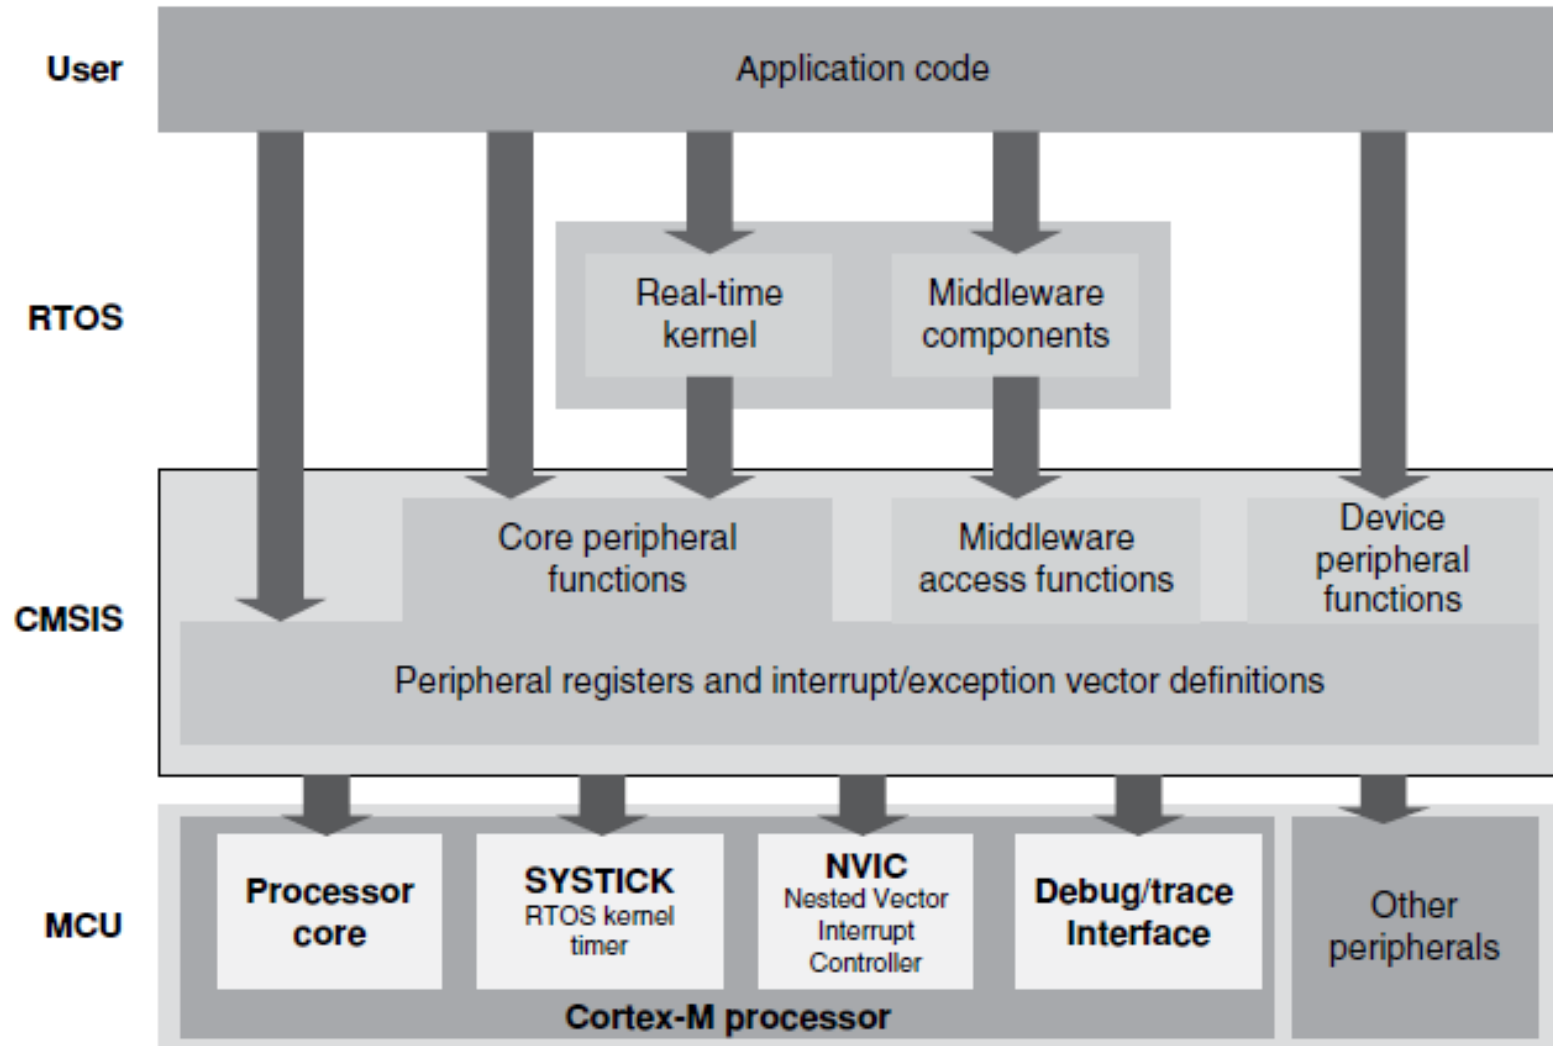 User
Application code
RTOS
Real-time
kernel
Middleware
components
CMSIS
Core peripheral
functions
Middleware
access functions
Device
peripheral
functions
Peripheral registers and interrupt/exception vector definitions
MCU
Processor
core
SYSTICK
RTOS kernel
timer
NVIC
Nested Vector
Interrupt
Controller
Debug/trace
Interface
Other
peripherals
Cortex-M processor